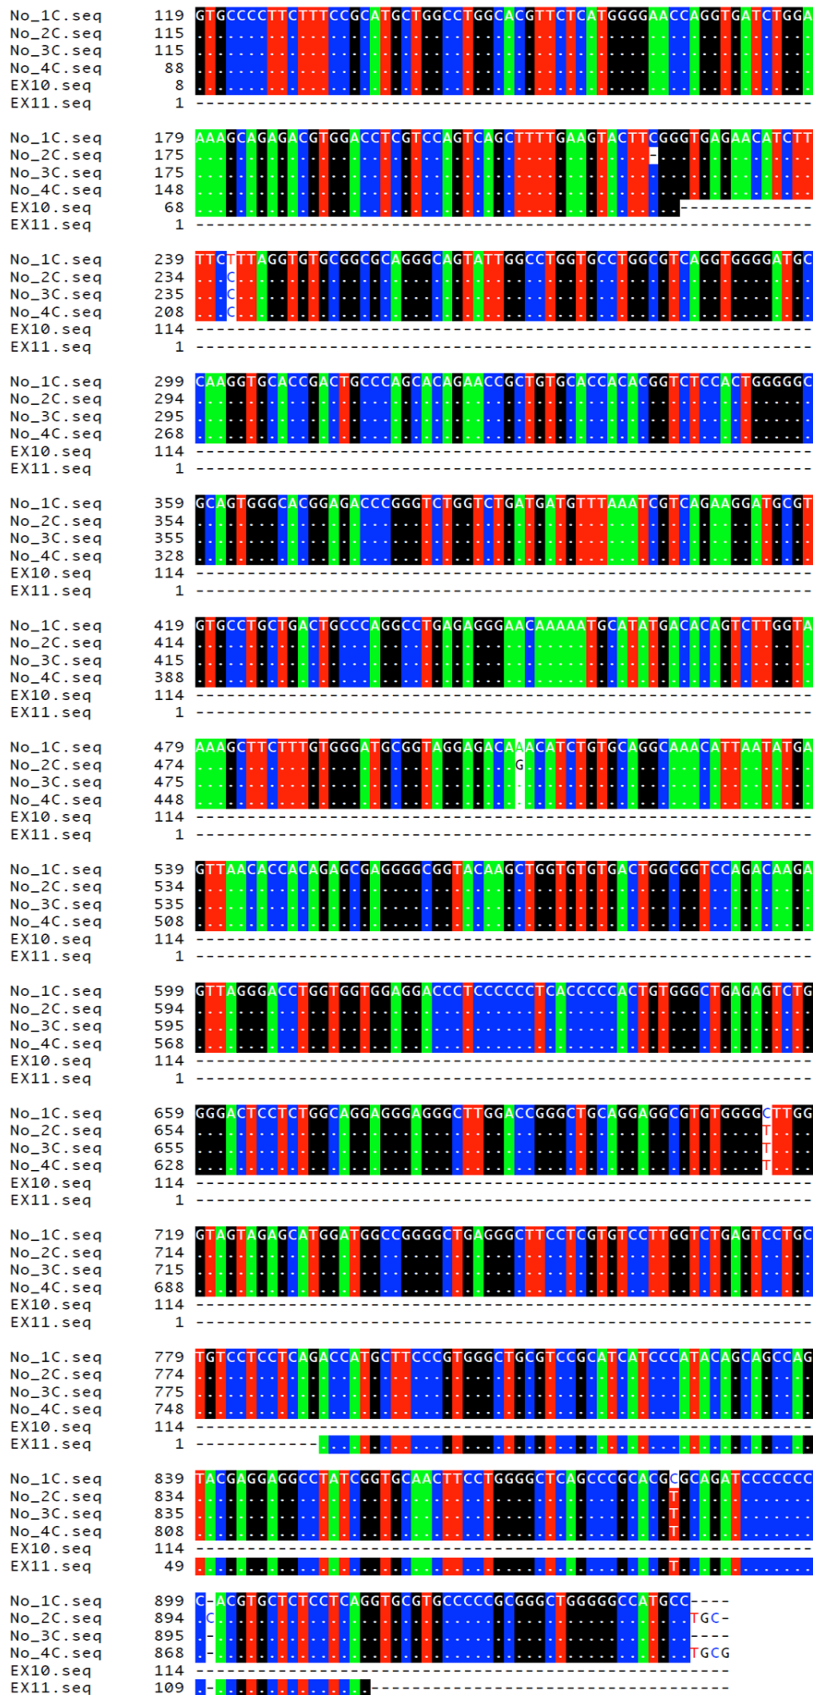 No_1C.seq 119 GTGCCCCTTCTTTCCGCATGCTGGCCTGGCACGTTCTCATGGGGAACCAGGTGATCTGGA
No_2C.seq 115 ............................................................
No_3C.seq 115 ............................................................
No_4C.seq 88 ............................................................
EX10.seq 8 ............................................................
EX11.seq 1 ------------------------------------------------------------
No_1C.seq 179 AAAGCAGAGACGTGGACCTCGTCCAGTCAGCTTTTGAAGTACTTCGGGTGAGAACATCTT
No_2C.seq 175 ............................................-...............
No_3C.seq 175 ............................................................
No_4C.seq 148 ............................................................
EX10.seq 68 ...............................................-------------
EX11.seq 1 ------------------------------------------------------------
No_1C.seq 239 TTCTTTAGGTGTGCGGCGCAGGGCAGTATTGGCCTGGTGCCTGGCGTCAGGTGGGGATGC
No_2C.seq 234 ...C........................................................
No_3C.seq 235 ...C........................................................
No_4C.seq 208 ...C........................................................
EX10.seq 114 ------------------------------------------------------------
EX11.seq 1 ------------------------------------------------------------
No_1C.seq 299 CAAGGTGCACCGACTGCCCAGCACAGAACCGCTGTGCACCACACGGTCTCCACTGGGGGC
No_2C.seq 294 ............................................................
No_3C.seq 295 ............................................................
No_4C.seq 268 ............................................................
EX10.seq 114 ------------------------------------------------------------
EX11.seq 1 ------------------------------------------------------------
No_1C.seq 359 GCAGTGGGCACGGAGACCCGGGTCTGGTCTGATGATGTTTAAATCGTCAGAAGGATGCGT
No_2C.seq 354 ............................................................
No_3C.seq 355 ............................................................
No_4C.seq 328 ............................................................
EX10.seq 114 ------------------------------------------------------------
EX11.seq 1 ------------------------------------------------------------
No_1C.seq 419 GTGCCTGCTGACTGCCCAGGCCTGAGAGGGAACAAAAATGCATATGACACAGTCTTGGTA
No_2C.seq 414 ............................................................
No_3C.seq 415 ............................................................
No_4C.seq 388 ............................................................
EX10.seq 114 ------------------------------------------------------------
EX11.seq 1 ------------------------------------------------------------
No_1C.seq 479 AAAGCTTCTTTGTGGGATGCGGTAGGAGACAAACATCTGTGCAGGCAAACATTAATATGA
No_2C.seq 474 ...............................G............................
No_3C.seq 475 ............................................................
No_4C.seq 448 ............................................................
EX10.seq 114 ------------------------------------------------------------
EX11.seq 1 ------------------------------------------------------------
No_1C.seq 539 GTTAACACCACAGAGCGAGGGGCGGTACAAGCTGGTGTGTGACTGGCGGTCCAGACAAGA
No_2C.seq 534 ............................................................
No_3C.seq 535 ............................................................
No_4C.seq 508 ............................................................
EX10.seq 114 ------------------------------------------------------------
EX11.seq 1 ------------------------------------------------------------
No_1C.seq 599 GTTAGGGACCTGGTGGTGGAGGACCCTCCCCCCTCACCCCCACTGTGGGCTGAGAGTCTG
No_2C.seq 594 ............................................................
No_3C.seq 595 ............................................................
No_4C.seq 568 ............................................................
EX10.seq 114 ------------------------------------------------------------
EX11.seq 1 ------------------------------------------------------------
No_1C.seq 659 GGGACTCCTCTGGCAGGAGGGAGGGCTTGGACCGGGCTGCAGGAGGCGTGTGGGGCTTGG
No_2C.seq 654 .......................................................T....
No_3C.seq 655 .......................................................T....
No_4C.seq 628 .......................................................T....
EX10.seq 114 ------------------------------------------------------------
EX11.seq 1 ------------------------------------------------------------
No_1C.seq 719 GTAGTAGAGCATGGATGGCCGGGGCTGAGGGCTTCCTCGTGTCCTTGGTCTGAGTCCTGC
No_2C.seq 714 ............................................................
No_3C.seq 715 ............................................................
No_4C.seq 688 ............................................................
EX10.seq 114 ------------------------------------------------------------
EX11.seq 1 ------------------------------------------------------------
No_1C.seq 779 TGTCCTCCTCAGACCATGCTTCCCGTGGGCTGCGTCCGCATCATCCCATACAGCAGCCAG
No_2C.seq 774 ............................................................
No_3C.seq 775 ............................................................
No_4C.seq 748 ............................................................
EX10.seq 114 ------------------------------------------------------------
EX11.seq 1 ------------................................................
No_1C.seq 839 TACGAGGAGGCCTATCGGTGCAACTTCCTGGGGCTCAGCCCGCACGCGCAGATCCCCCCC
No_2C.seq 834 ..............................................T.............
No_3C.seq 835 ..............................................T.............
No_4C.seq 808 ..............................................T.............
EX10.seq 114 ------------------------------------------------------------
EX11.seq 49 ..............................................T.............
No_1C.seq 899 C-ACGTGCTCTCCTCAGGTGCGTGCCCCCGCGGGCTGGGGGCCATGCC----
No_2C.seq 894 .C..............................................TGC-
No_3C.seq 895 .-..............................................----
No_4C.seq 868 .-..............................................TGCG
EX10.seq 114 ----------------------------------------------------
EX11.seq 109 .-...............-----------------------------------